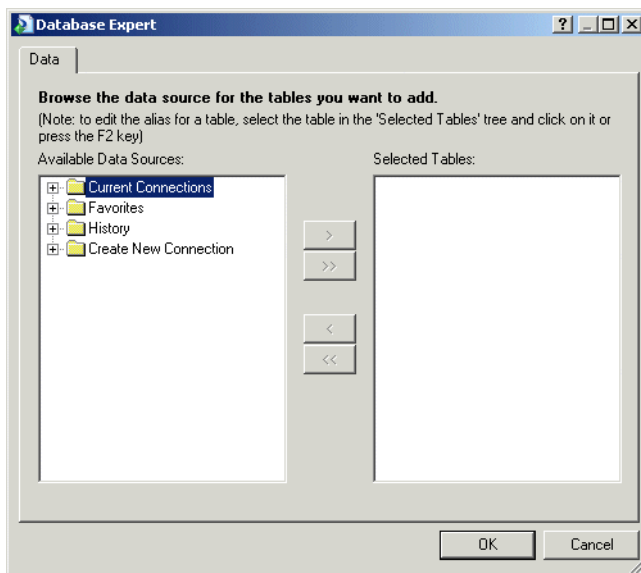 Database Expert
Data
Browse the data source for the tables you want to add.
(Note: to edit the alias for a table, select the table in the 'Selected Tables' tree and click on it or
press the F2 key)
Available Data Sources:
Selected Tables:
Current Connections
Favorites
History
Create New Connection
>
>>
<
<<
OK
Cancel